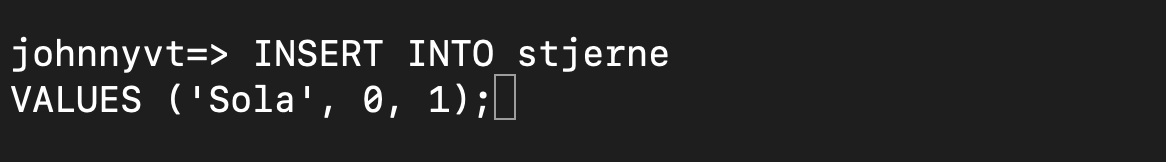 johnnyvt=> INSERT INTO stjerne
VALUES ('Sola', 0, 1);